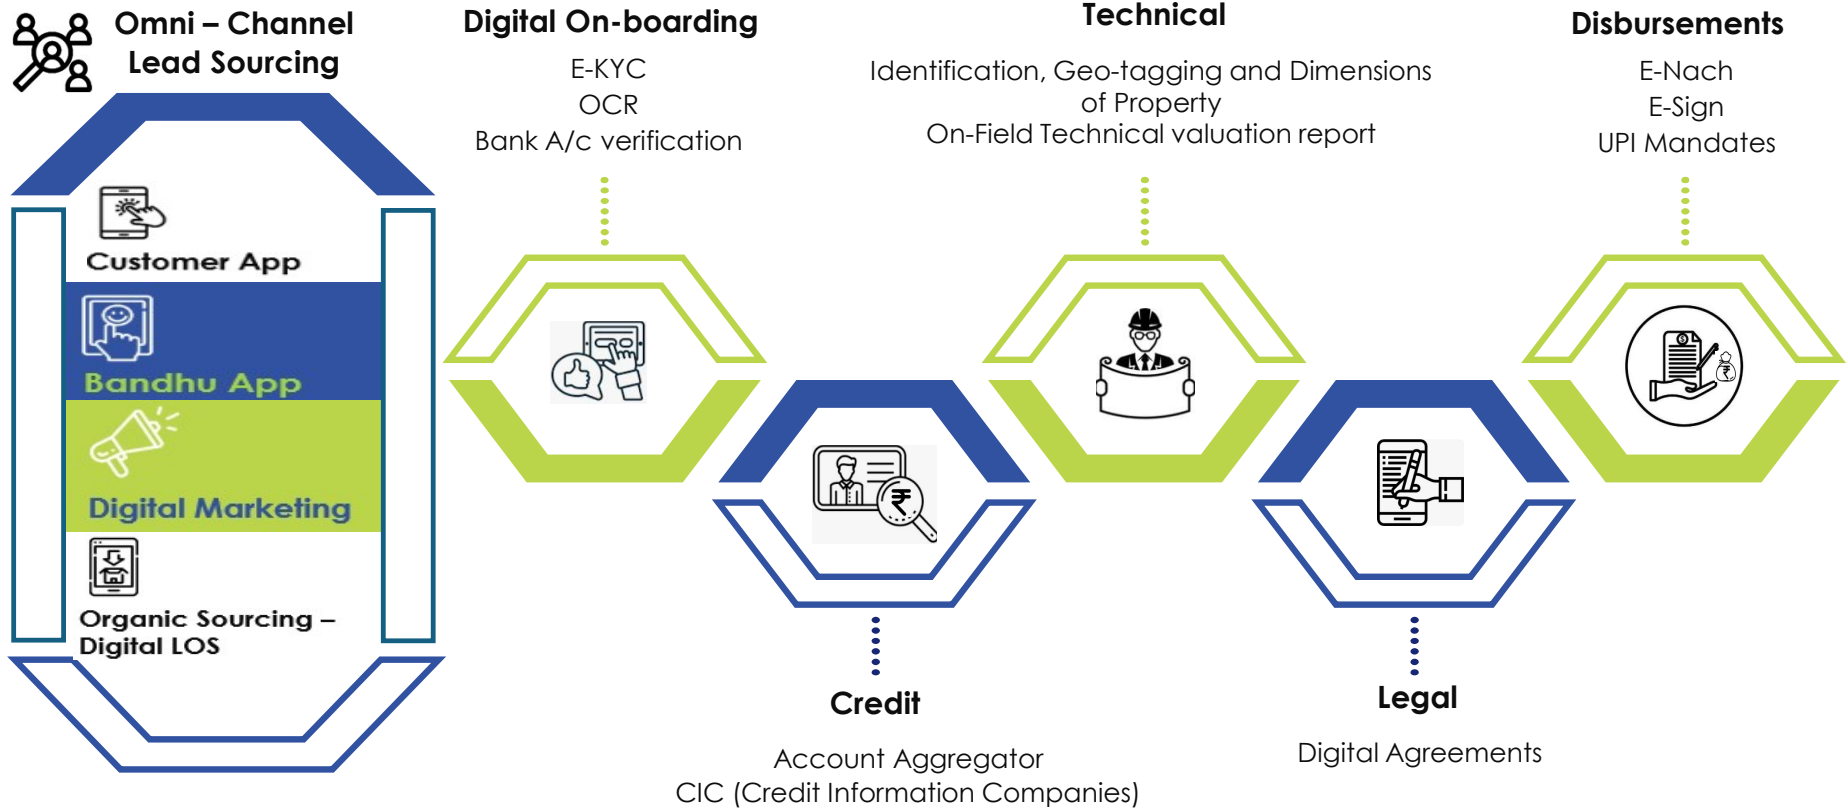 Omni – Channel
Lead Sourcing
Customer App
Bandhu App
Digital Marketing
Organic Sourcing –
Digital LOS
Digital On-boarding
E-KYC
OCR
Bank A/c verification
Credit
Account Aggregator
CIC (Credit Information Companies)
Technical
Identification, Geo-tagging and Dimensions
of Property
On-Field Technical valuation report
Legal
Digital Agreements
Disbursements
E-Nach
E-Sign
UPI Mandates